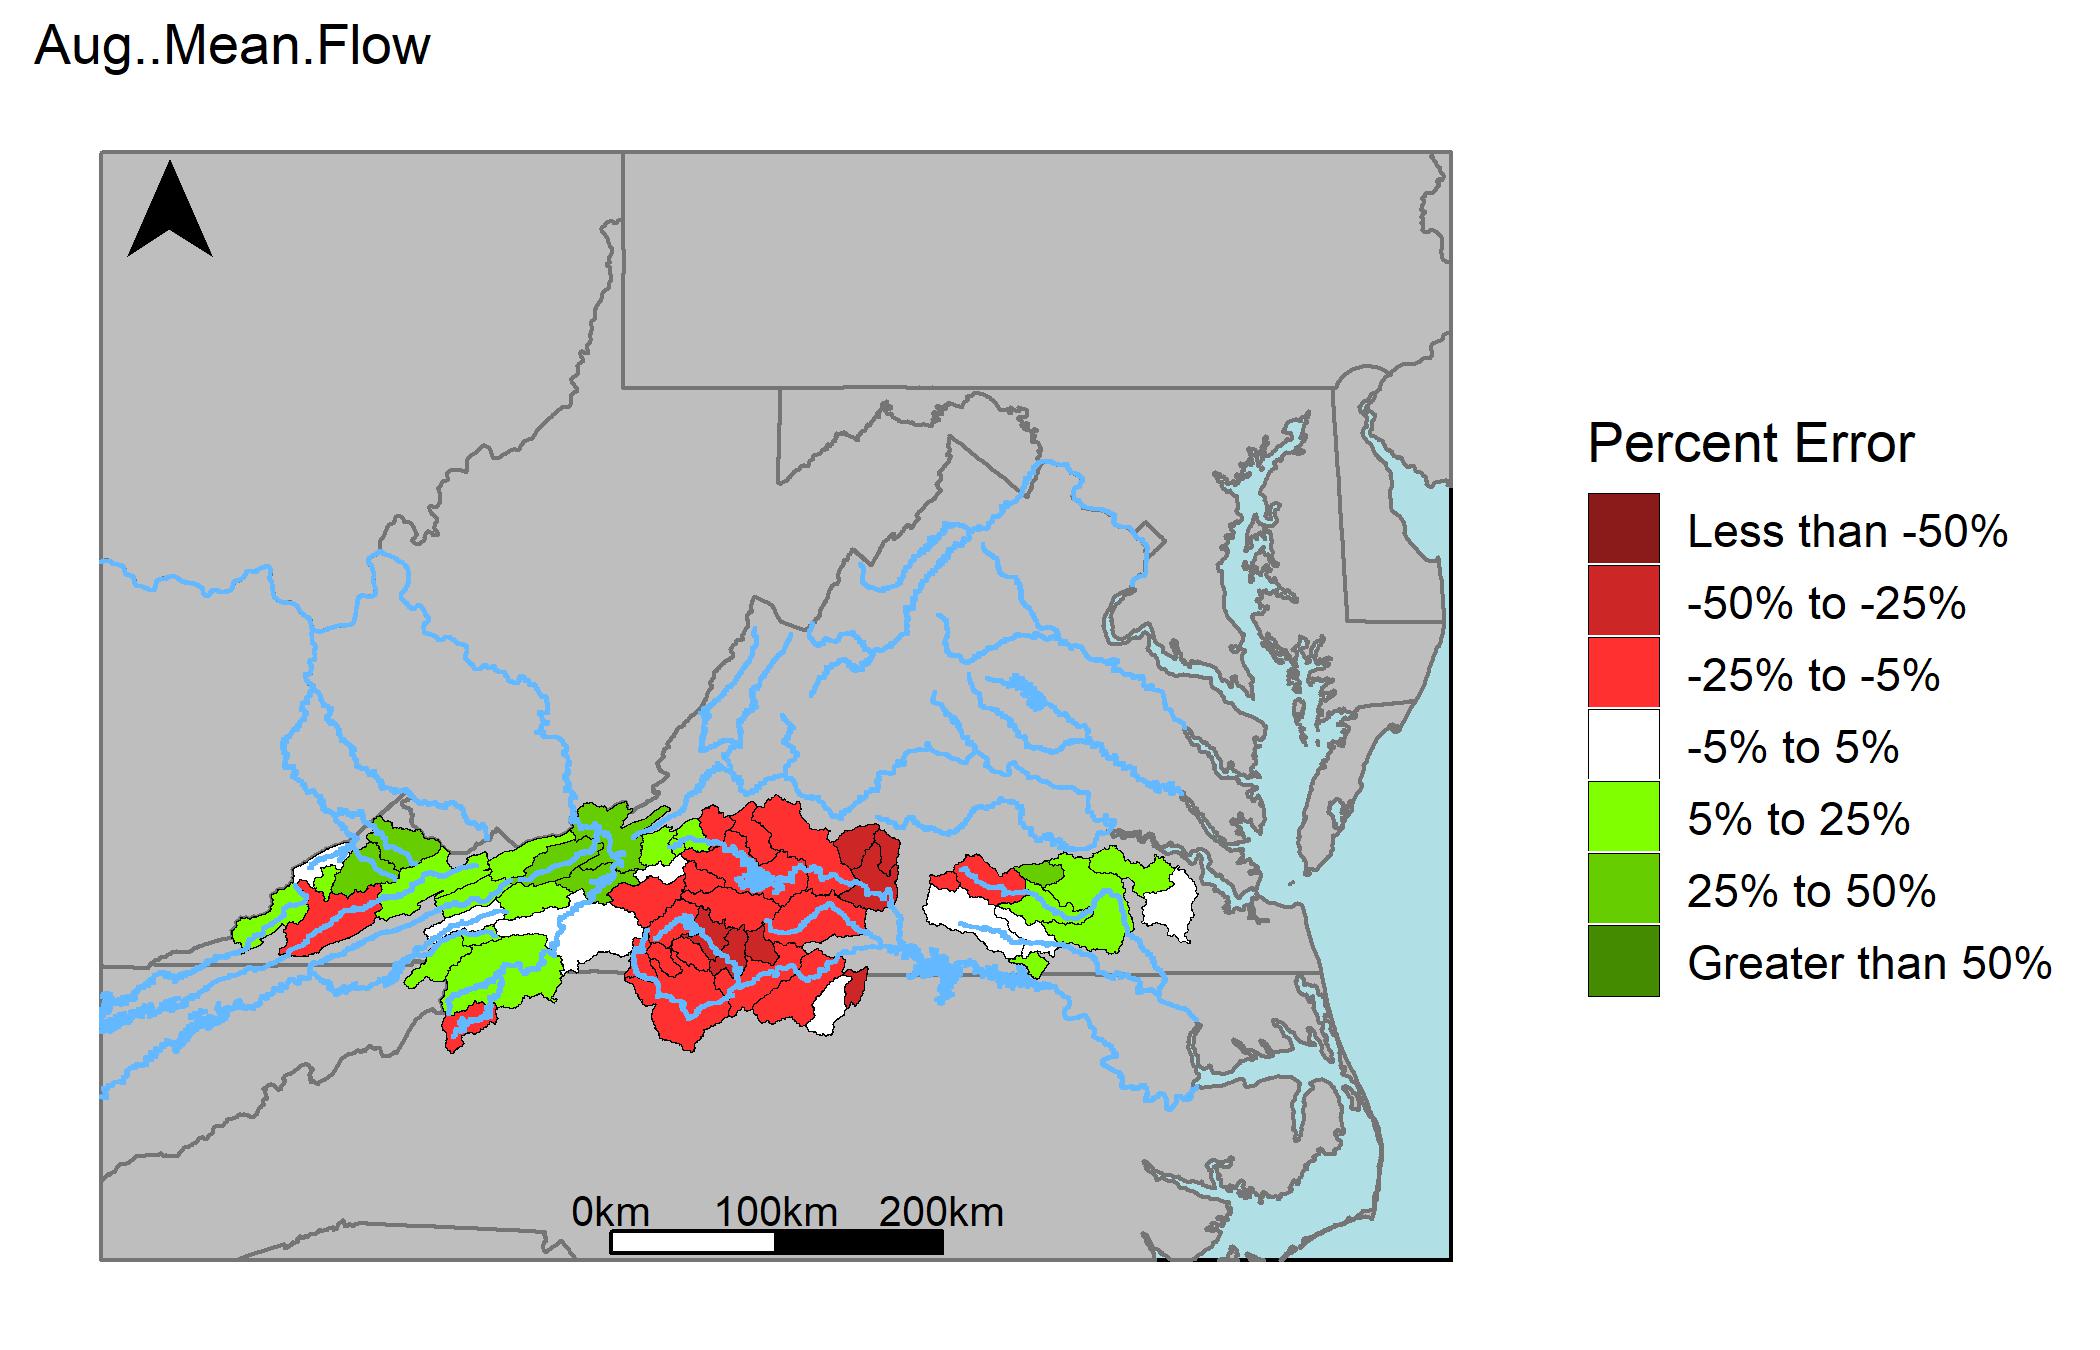 Aug..Mean.Flow
Percent Error
Less than -50%
-50% to -25%
-25% to -5%
-5% to 5%
5% to 25%
25% to 50%
Greater than 50%
0km 100km 200km